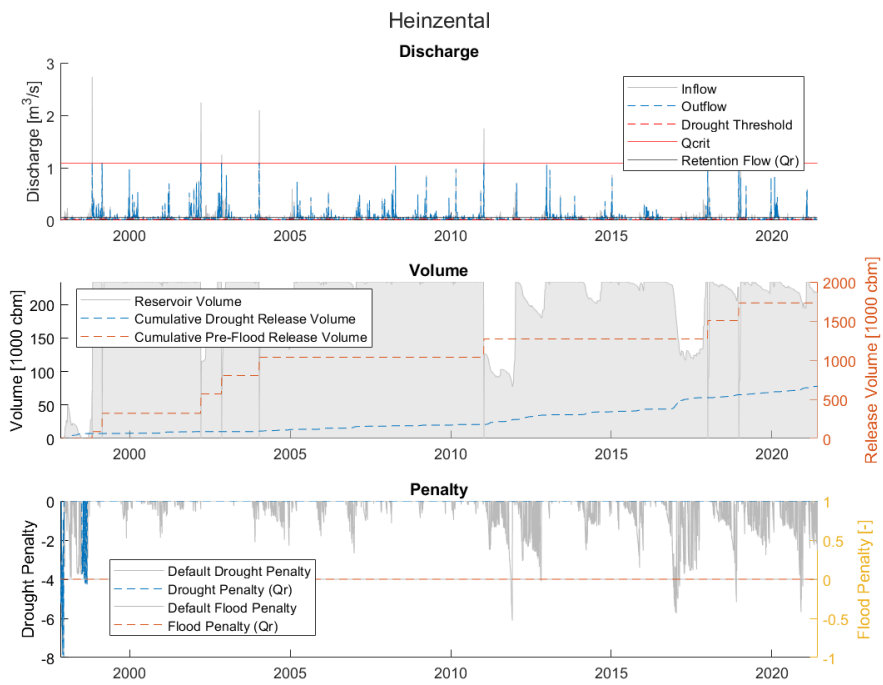 Heinzental
Discharge
Discharge [m³/s]
3
2
1
0
Inflow
Outflow
Drought Threshold
Qcrit
Retention Flow (Qr)
2000 2005 2010 2015 2020
Volume
Volume [1000 cbm]
200
150
100
50
0
Reservoir Volume
Cumulative Drought Release Volume
Cumulative Pre-Flood Release Volume
2000
1500
1000
500
0
Release Volume [1000 cbm]
2000 2005 2010 2015 2020
Penalty
Drought Penalty
0
-2
-4
-6
-8
Default Drought Penalty
Drought Penalty (Qr)
Default Flood Penalty
Flood Penalty (Qr)
1
0.5
0
-0.5
-1
Flood Penalty [-]
2000 2005 2010 2015 2020